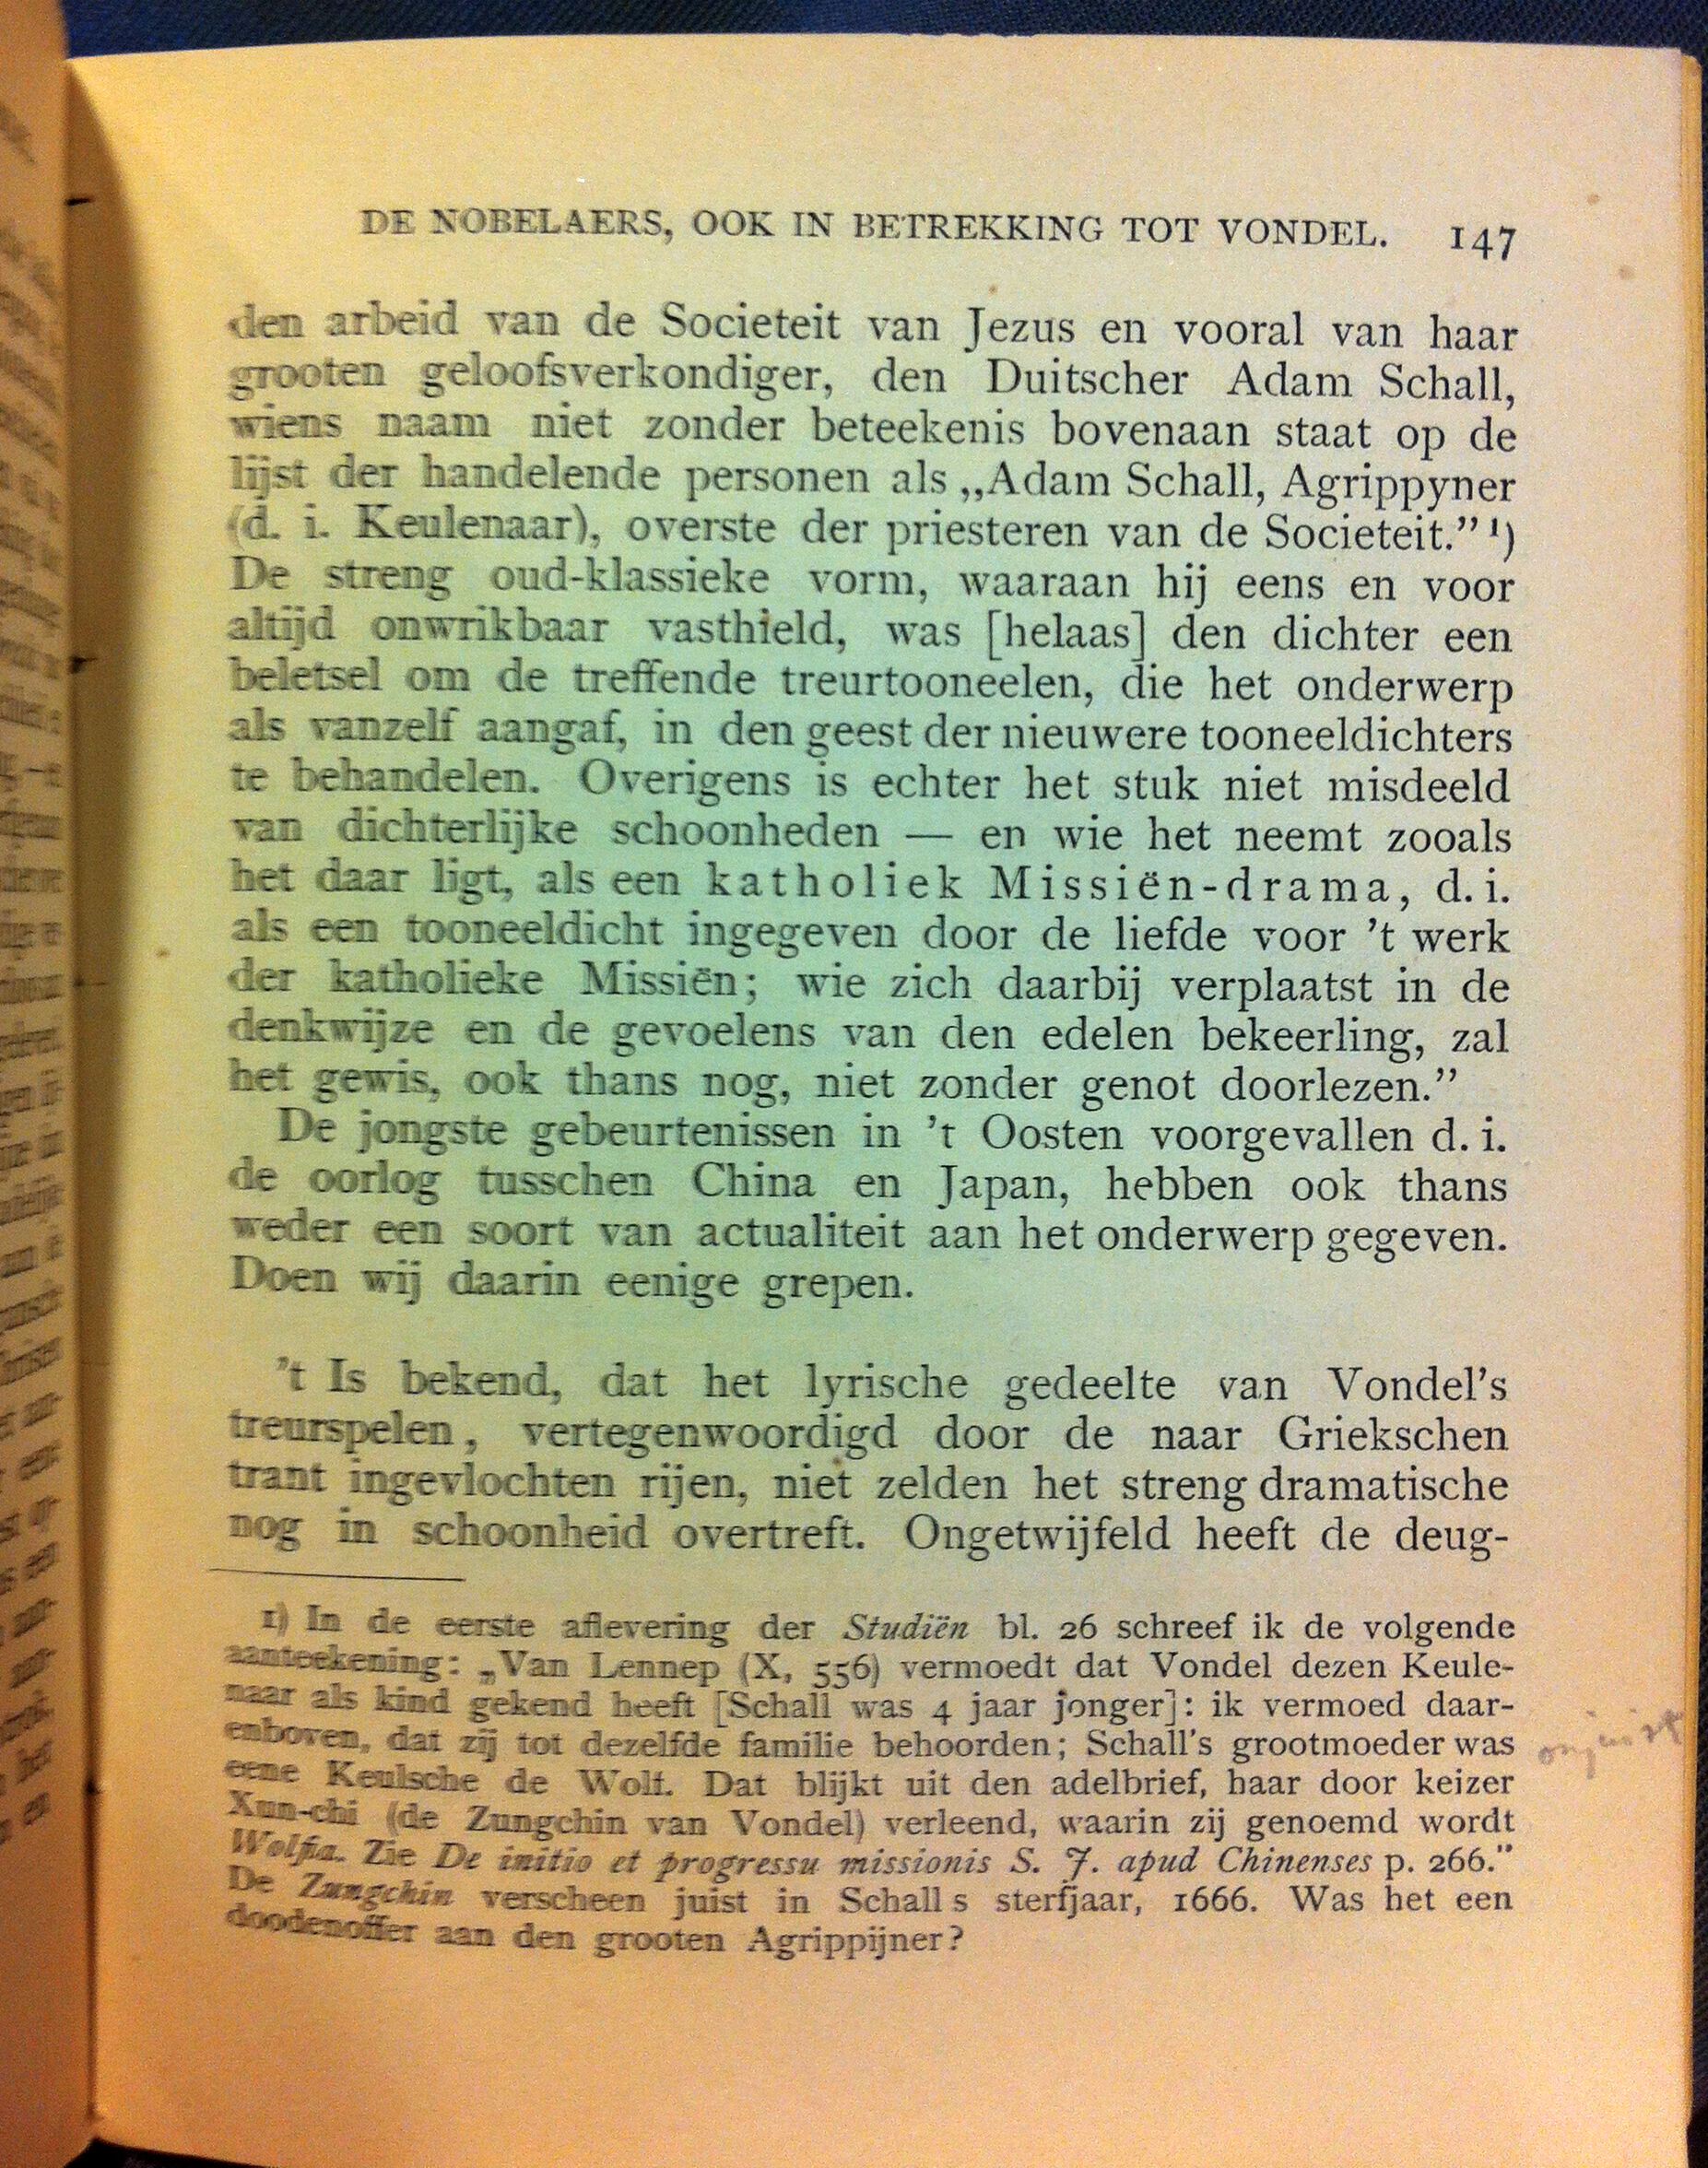 DE NOBELAERS, OOK IN BETREKKING TOT VONDEL. 147
den arbeid van de Societeit van Jezus en vooral van haar
grooten geloofsverkondiger, den Duitscher Adam Schall,
wiens naam niet zonder beteekenis bovenaan staat op de
lijst der handelende personen als „Adam Schall, Agrippyner
(d. i. Keulenaar), overste der priesteren van de Societeit.” ¹)
De streng oud-klassieke vorm, waaraan hij eens en voor
altijd onwrikbaar vasthield, was [helaas] den dichter een
beletsel om de treffende treurtooneelen, die het onderwerp
als vanzelf aangaf, in den geest der nieuwere tooneeldichters
te behandelen. Overigens is echter het stuk niet misdeeld
van dichterlijke schoonheden — en wie het neemt zooals
het daar ligt, als een katholiek Missiën-drama, d. i.
als een tooneeldicht ingegeven door de liefde voor ’t werk
der katholieke Missiën; wie zich daarbij verplaatst in de
denkwijze en de gevoelens van den edelen bekeerling, zal
het gewis, ook thans nog, niet zonder genot doorlezen.”
De jongste gebeurtenissen in ’t Oosten voorgevallen d. i.
de oorlog tusschen China en Japan, hebben ook thans
weder een soort van actualiteit aan het onderwerp gegeven.
Doen wij daarin eenige grepen.
’t Is bekend, dat het lyrische gedeelte van Vondel’s
treurspelen, vertegenwoordigd door de naar Griekschen
trant ingevlochten rijen, niet zelden het streng dramatische
nog in schoonheid overtreft. Ongetwijfeld heeft de deug-
1) In de eerste aflevering der Studiën bl. 26 schreef ik de volgende
aanteekening: „Van Lennep (X, 556) vermoedt dat Vondel dezen Keule-
naar als kind gekend heeft [Schall was 4 jaar jonger]: ik vermoed daar-
enboven, dat zij tot dezelfde familie behoorden; Schall’s grootmoeder was
onjuist
eene Keulsche de Wolf. Dat blijkt uit den adelbrief, haar door keizer
Xun-chi (de Zungchin van Vondel) verleend, waarin zij genoemd wordt
Wolfia. Zie De initio et progressu missionis S. J. apud Chinenses p. 266.”
De Zungchin verscheen juist in Schall s sterfjaar, 1666. Was het een
doodenoffer aan den grooten Agrippijner?